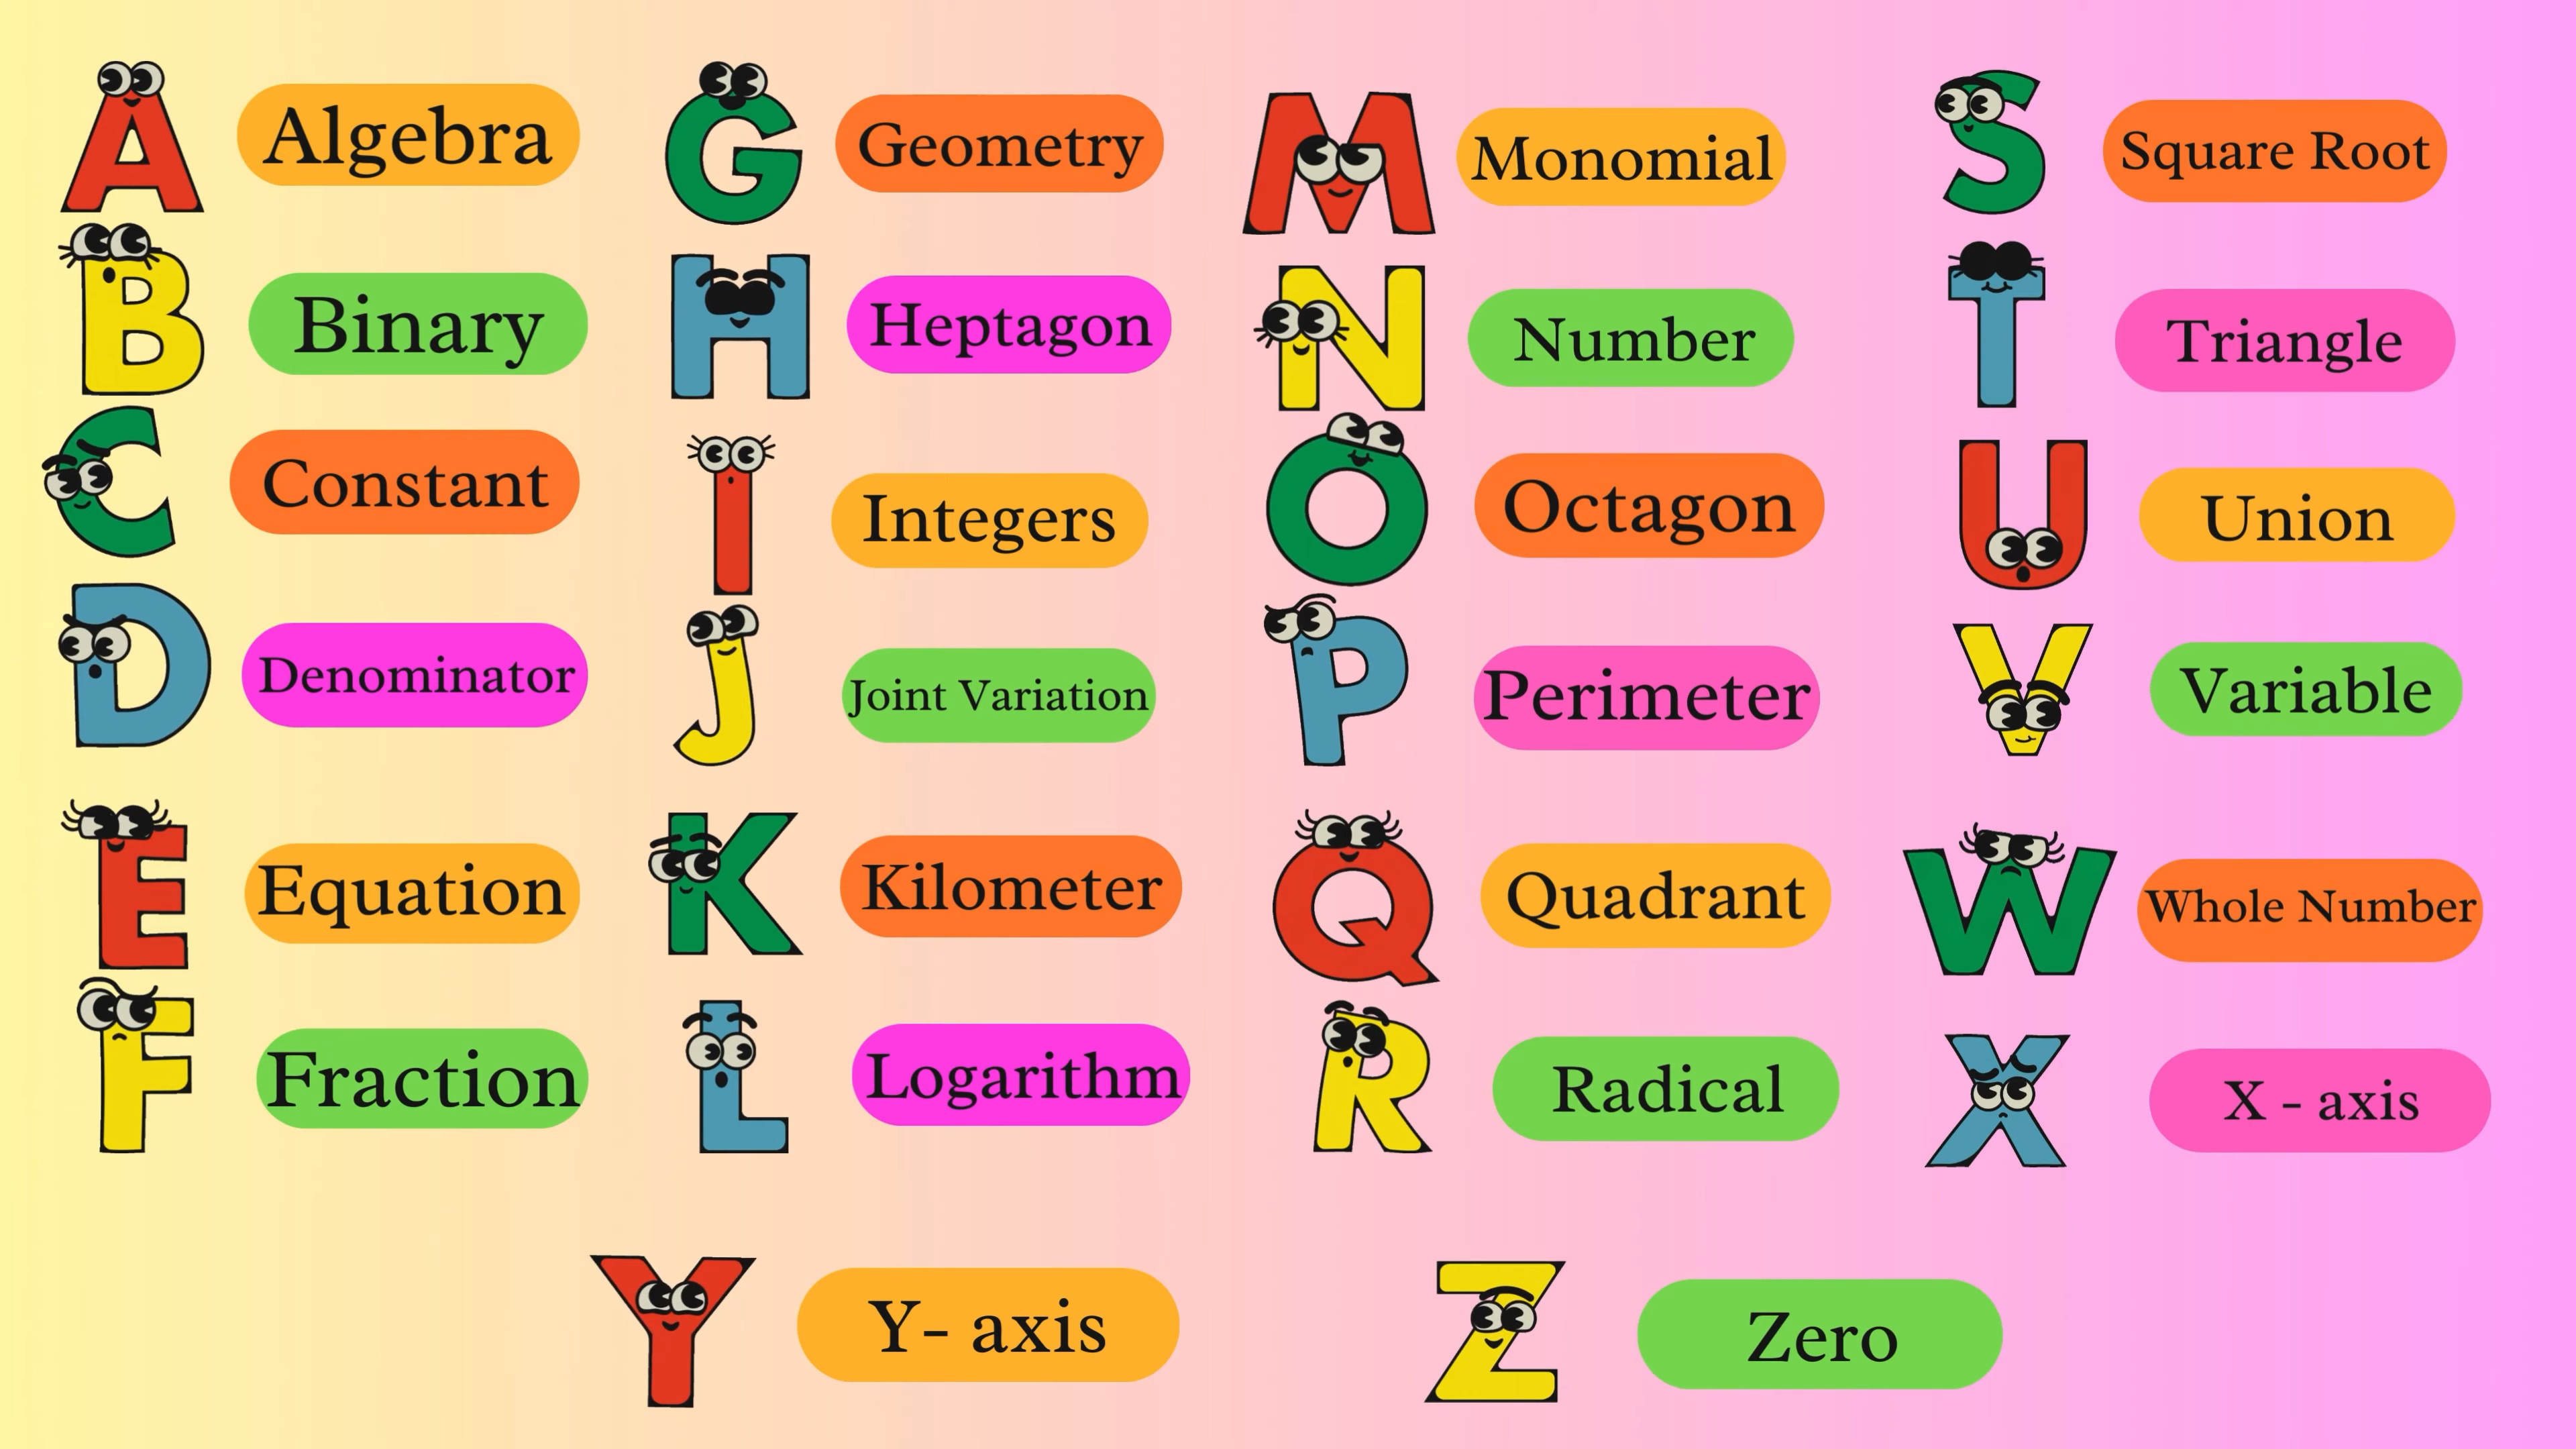 A Algebra
B Binary
C Constant
D Denominator
E Equation
F Fraction
G Geometry
H Heptagon
I Integers
J Joint Variation
K Kilometer
L Logarithm
M Monomial
N Number
O Octagon
P Perimeter
Q Quadrant
R Radical
S Square Root
T Triangle
U Union
V Variable
W Whole Number
X X - axis
Y Y- axis
Z Zero